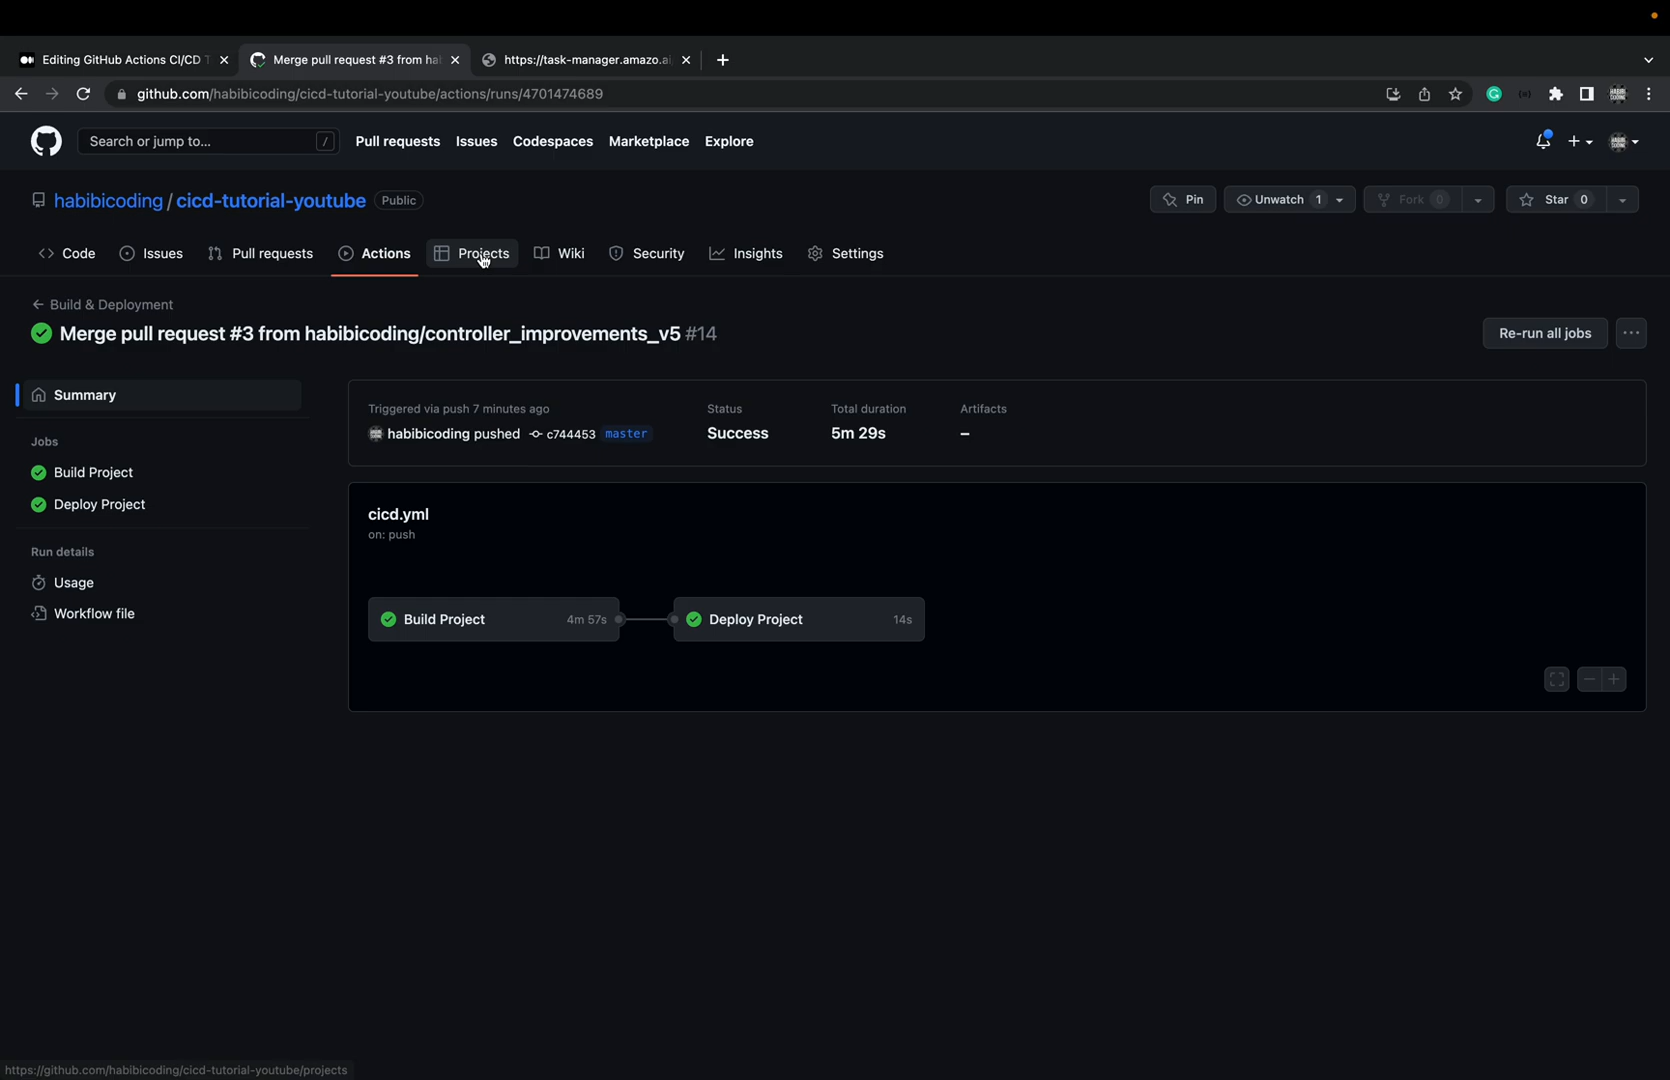 Editing GitHub Actions CI/CD
Merge pull request #3 from
https://task-manager.amazo.ai
github.com/habibicoding/cicd-tutorial-youtube/actions/runs/4701474689
Search or jump to... /
Pull requests Issues Codespaces Marketplace Explore
habibicoding / cicd-tutorial-youtube Public
Pin Unwatch 1 Fork 0 Star 0
Code Issues Pull requests Actions Projects Wiki Security Insights Settings
← Build & Deployment
Merge pull request #3 from habibicoding/controller_improvements_v5 #14
Re-run all jobs ...
Summary
Jobs
Build Project
Deploy Project
Run details
Usage
Workflow file
Triggered via push 7 minutes ago
habibicoding pushed c744453 master
Status
Success
Total duration
5m 29s
Artifacts
–
cicd.yml
on: push
Build Project 4m 57s
Deploy Project 14s
https://github.com/habibicoding/cicd-tutorial-youtube/projects